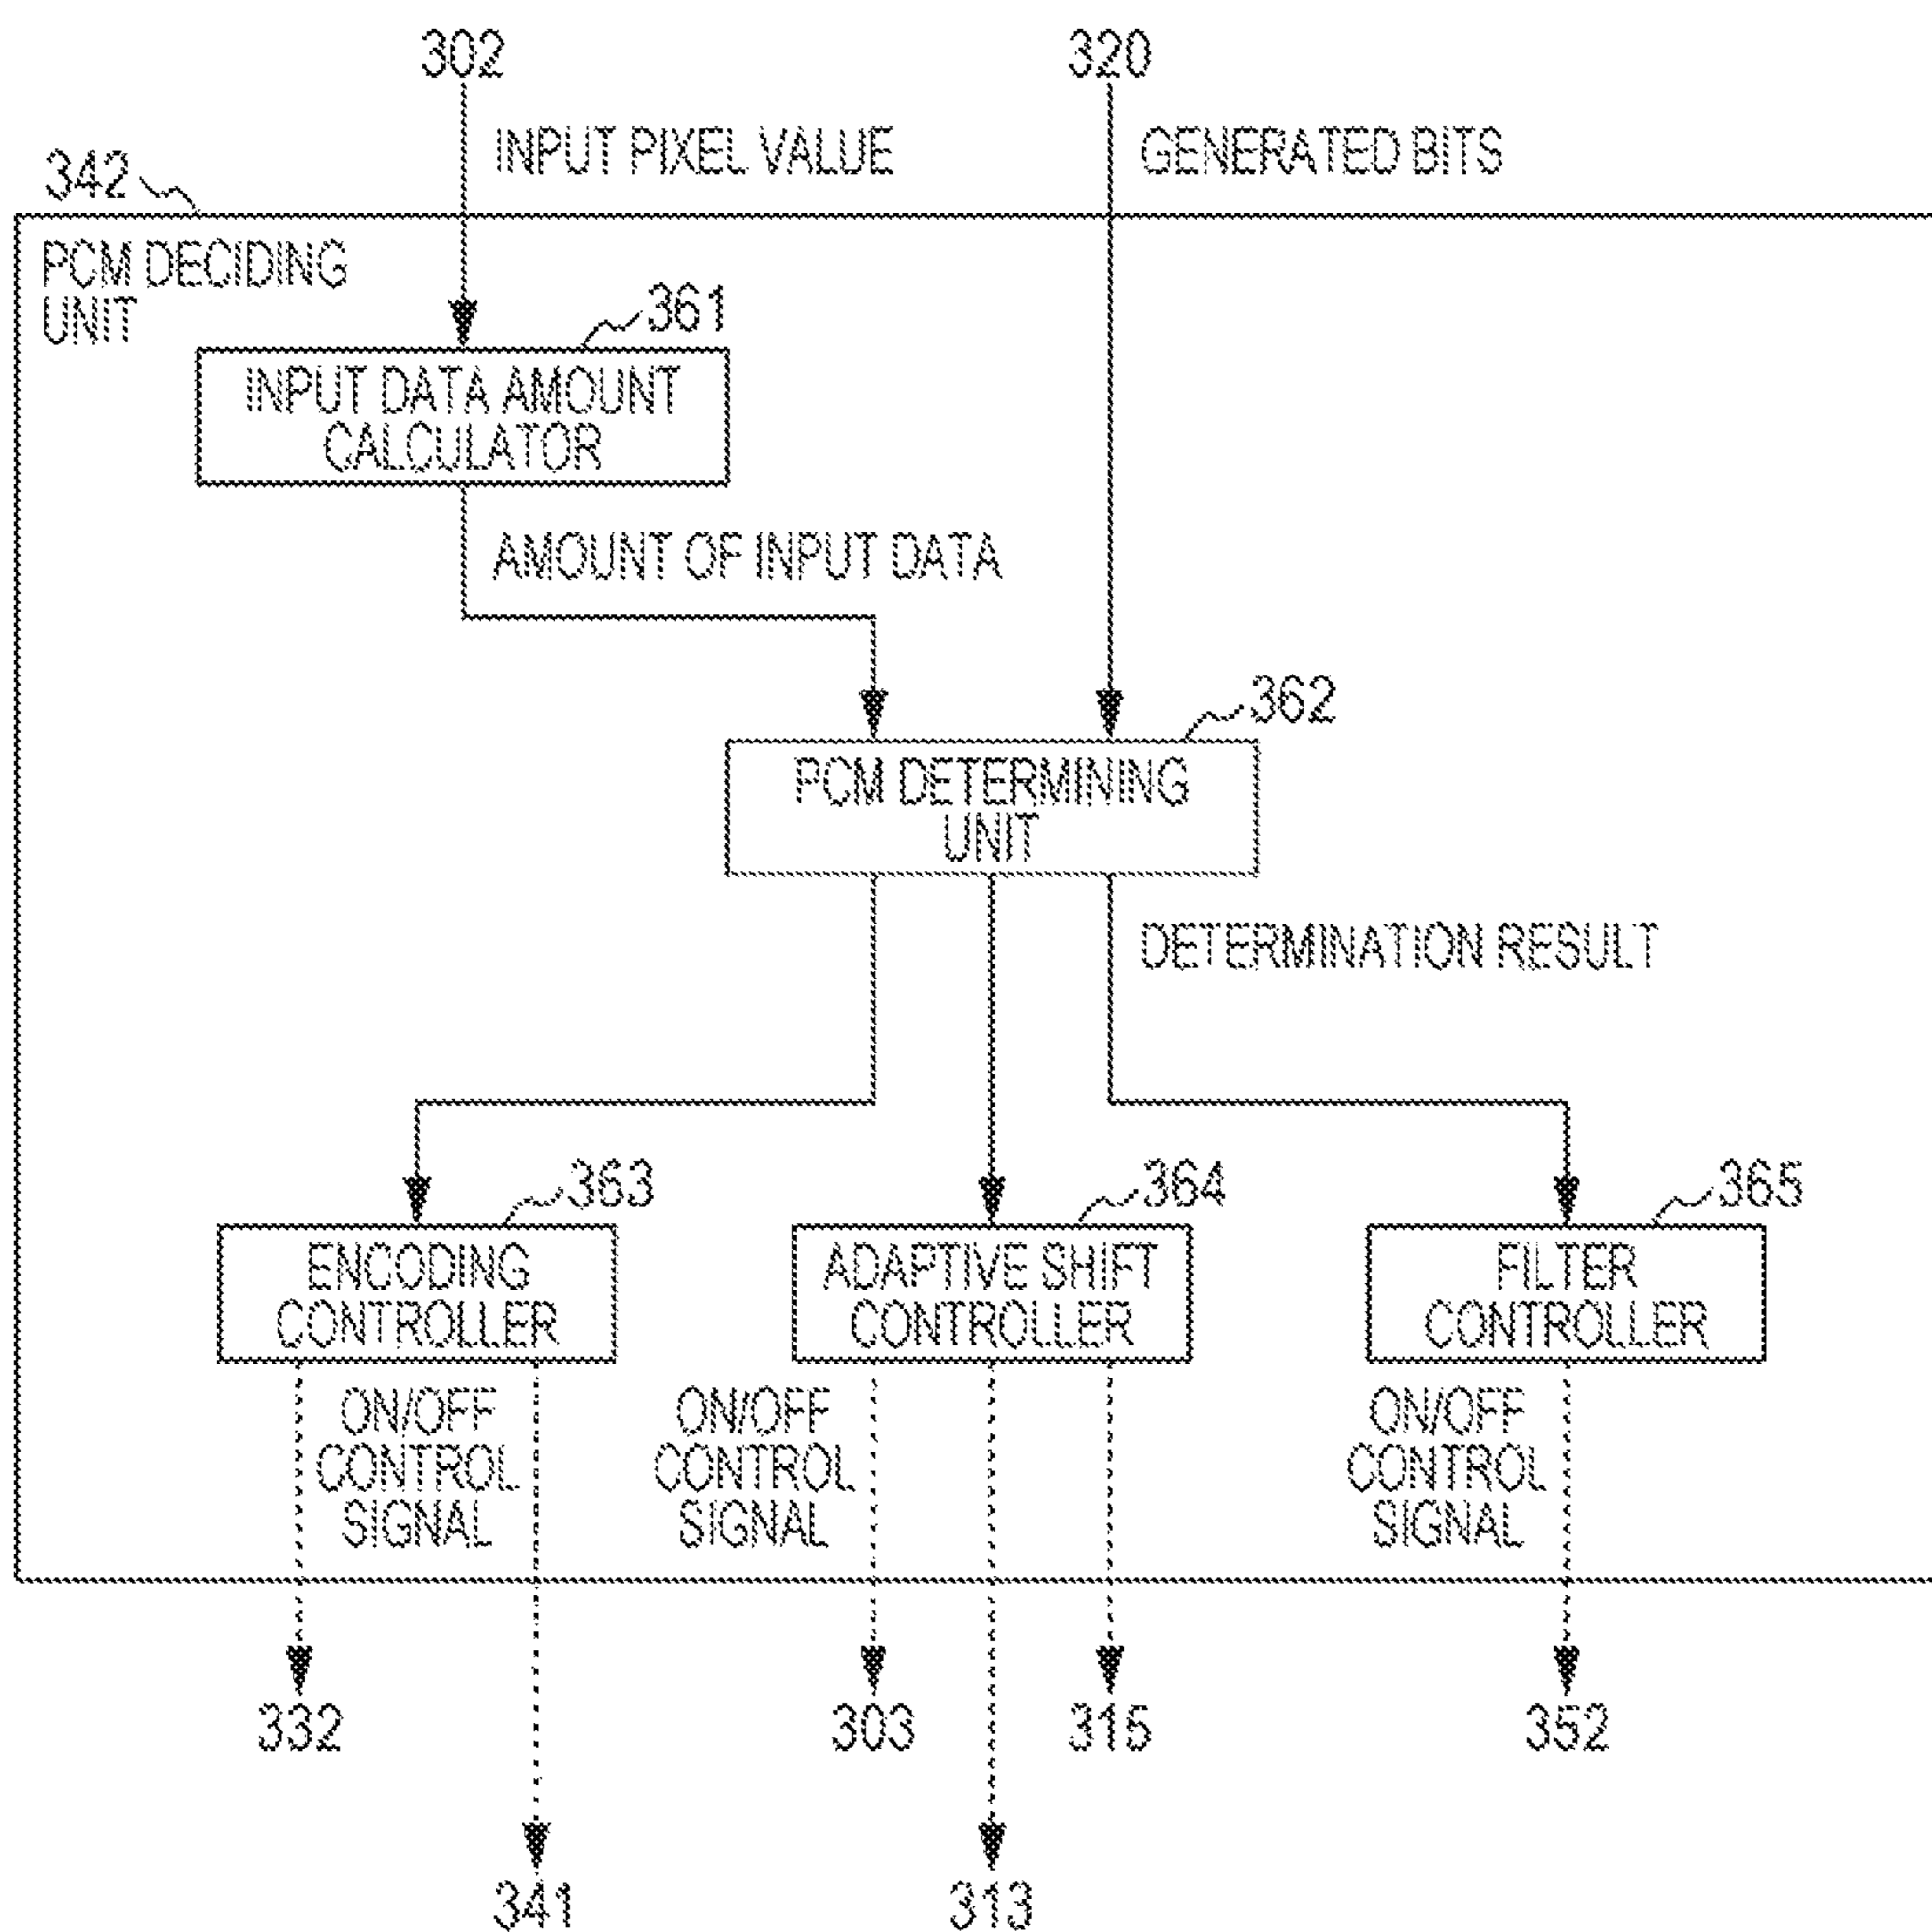 302
320
INPUT PIXEL VALUE
GENERATED BITS
342
PCM DECIDING
UNIT
361
INPUT DATA AMOUNT
CALCULATOR
AMOUNT OF INPUT DATA
362
PCM DETERMINING
UNIT
DETERMINATION RESULT
363
364
365
ENCODING
CONTROLLER
ADAPTIVE SHIFT
CONTROLLER
FILTER
CONTROLLER
ON/OFF
CONTROL
SIGNAL
ON/OFF
CONTROL
SIGNAL
ON/OFF
CONTROL
SIGNAL
332
303
315
352
341
313